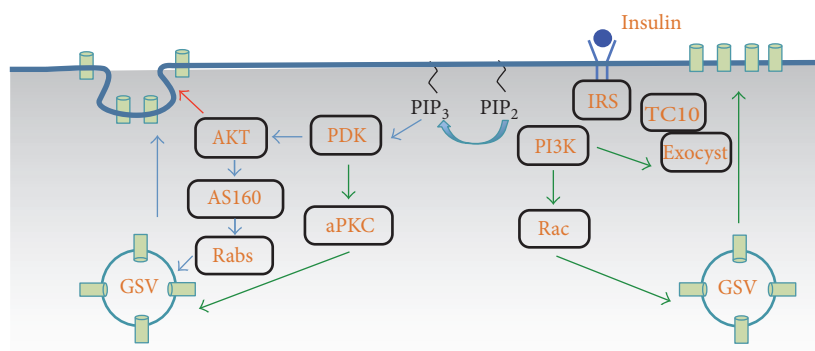 Insulin
IRS
TC10
Exocyst
PIP3
PIP2
PI3K
PDK
AKT
AS160
aPKC
Rac
Rabs
GSV
GSV